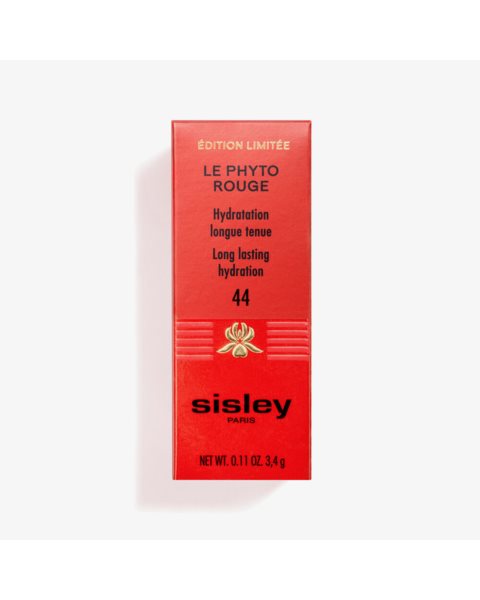 ÉDITION LIMITÉE
LE PHYTO
ROUGE
Hydratation
longue tenue
Long lasting
hydration
44
sisley
PARIS
NET WT. 0.11 OZ. 3,4 g